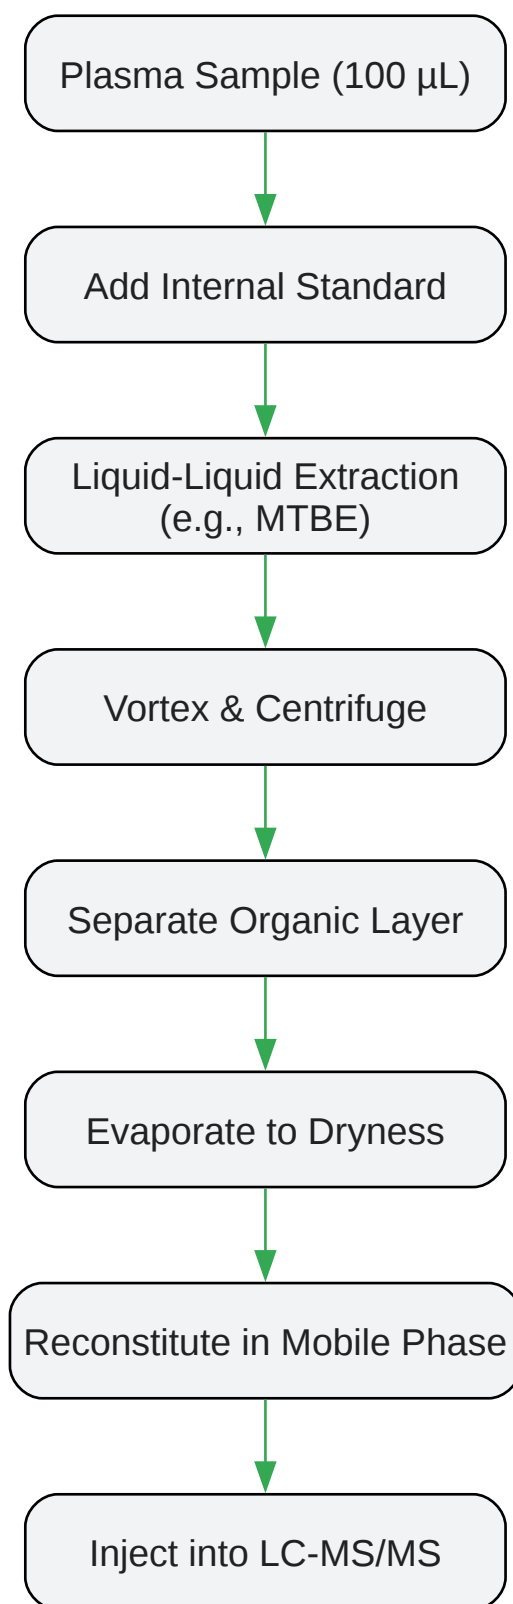 Plasma Sample (100 µL)
Add Internal Standard
Liquid-Liquid Extraction
(e.g., MTBE)
Vortex & Centrifuge
Separate Organic Layer
Evaporate to Dryness
Reconstitute in Mobile Phase
Inject into LC-MS/MS